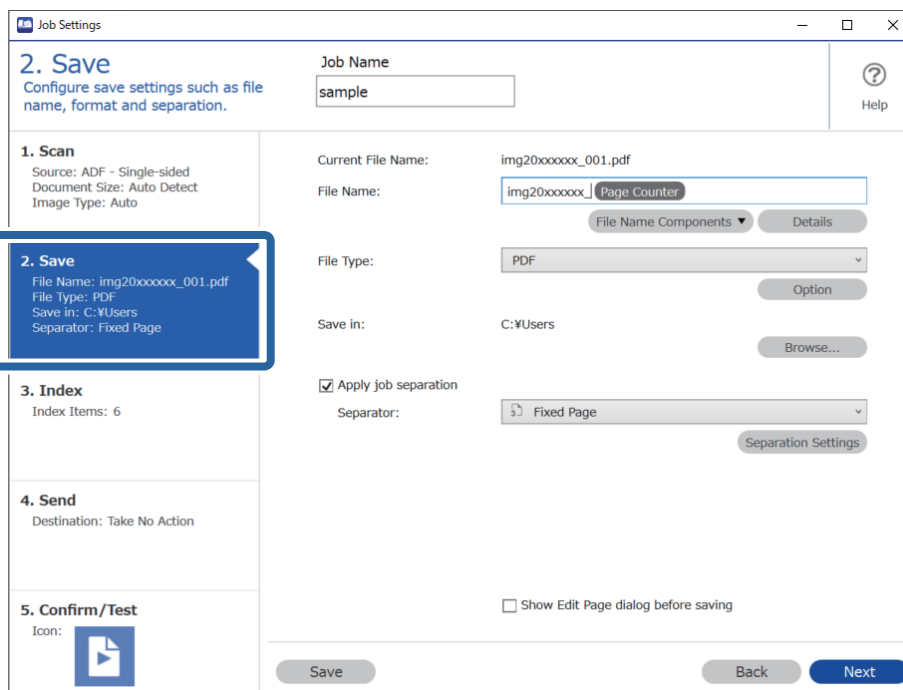 Job Settings
2. Save
Configure save settings such as file
name, format and separation.
Job Name
sample
Help
1. Scan
Source: ADF - Single-sided
Document Size: Auto Detect
Image Type: Auto
2. Save
File Name: img20xxxxxx_001.pdf
File Type: PDF
Save in: C:¥Users
Separator: Fixed Page
3. Index
Index Items: 6
4. Send
Destination: Take No Action
5. Confirm/Test
Icon:
Current File Name: img20xxxxxx_001.pdf
File Name: img20xxxxxx_ Page Counter
File Name Components ▼ Details
File Type: PDF
Option
Save in: C:¥Users
Browse...
Apply job separation
Separator: Fixed Page
Separation Settings
Show Edit Page dialog before saving
Save Back Next